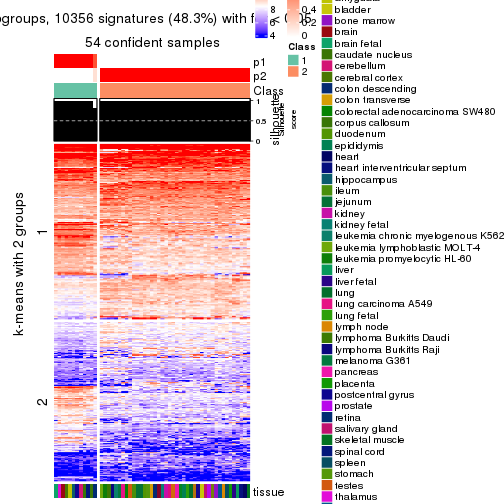 groups, 10356 signatures (48.3%) with f
54 confident samples
p1
p2
Class
1
0.5
0
silhouette
score
8
6
4
0.4
0
Class
1
2
k-means with 2 groups
1
2
tissue
bladder
bone marrow
brain
brain fetal
caudate nucleus
cerebellum
cerebral cortex
colon descending
colon transverse
colorectal adenocarcinoma SW480
corpus callosum
duodenum
epididymis
heart
heart interventricular septum
hippocampus
ileum
jejunum
kidney
kidney fetal
leukemia chronic myelogenous K562
leukemia lymphoblastic MOLT-4
leukemia promyelocytic HL-60
liver
liver fetal
lung
lung carcinoma A549
lung fetal
lymph node
lymphoma Burkitts Daudi
lymphoma Burkitts Raji
melanoma G361
pancreas
placenta
postcentral gyrus
prostate
retina
salivary gland
skeletal muscle
spinal cord
spleen
stomach
testes
thalamus